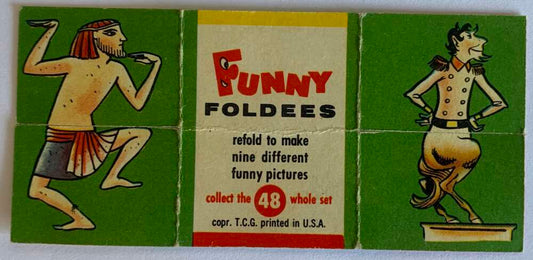 FUNNY
FOLDEES
refold to make
nine different
funny pictures
collect the 48 whole set
copr. T.C.G. printed in U.S.A.